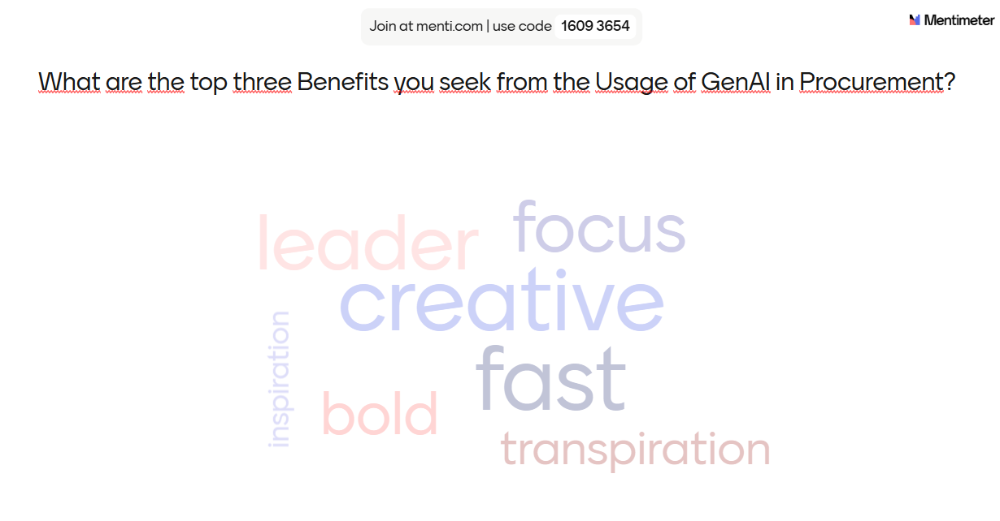 Join at menti.com | use code 1609 3654
Mentimeter
What are the top three Benefits you seek from the Usage of GenAI in Procurement?
leader
focus
creative
inspiration
fast
bold
transpiration